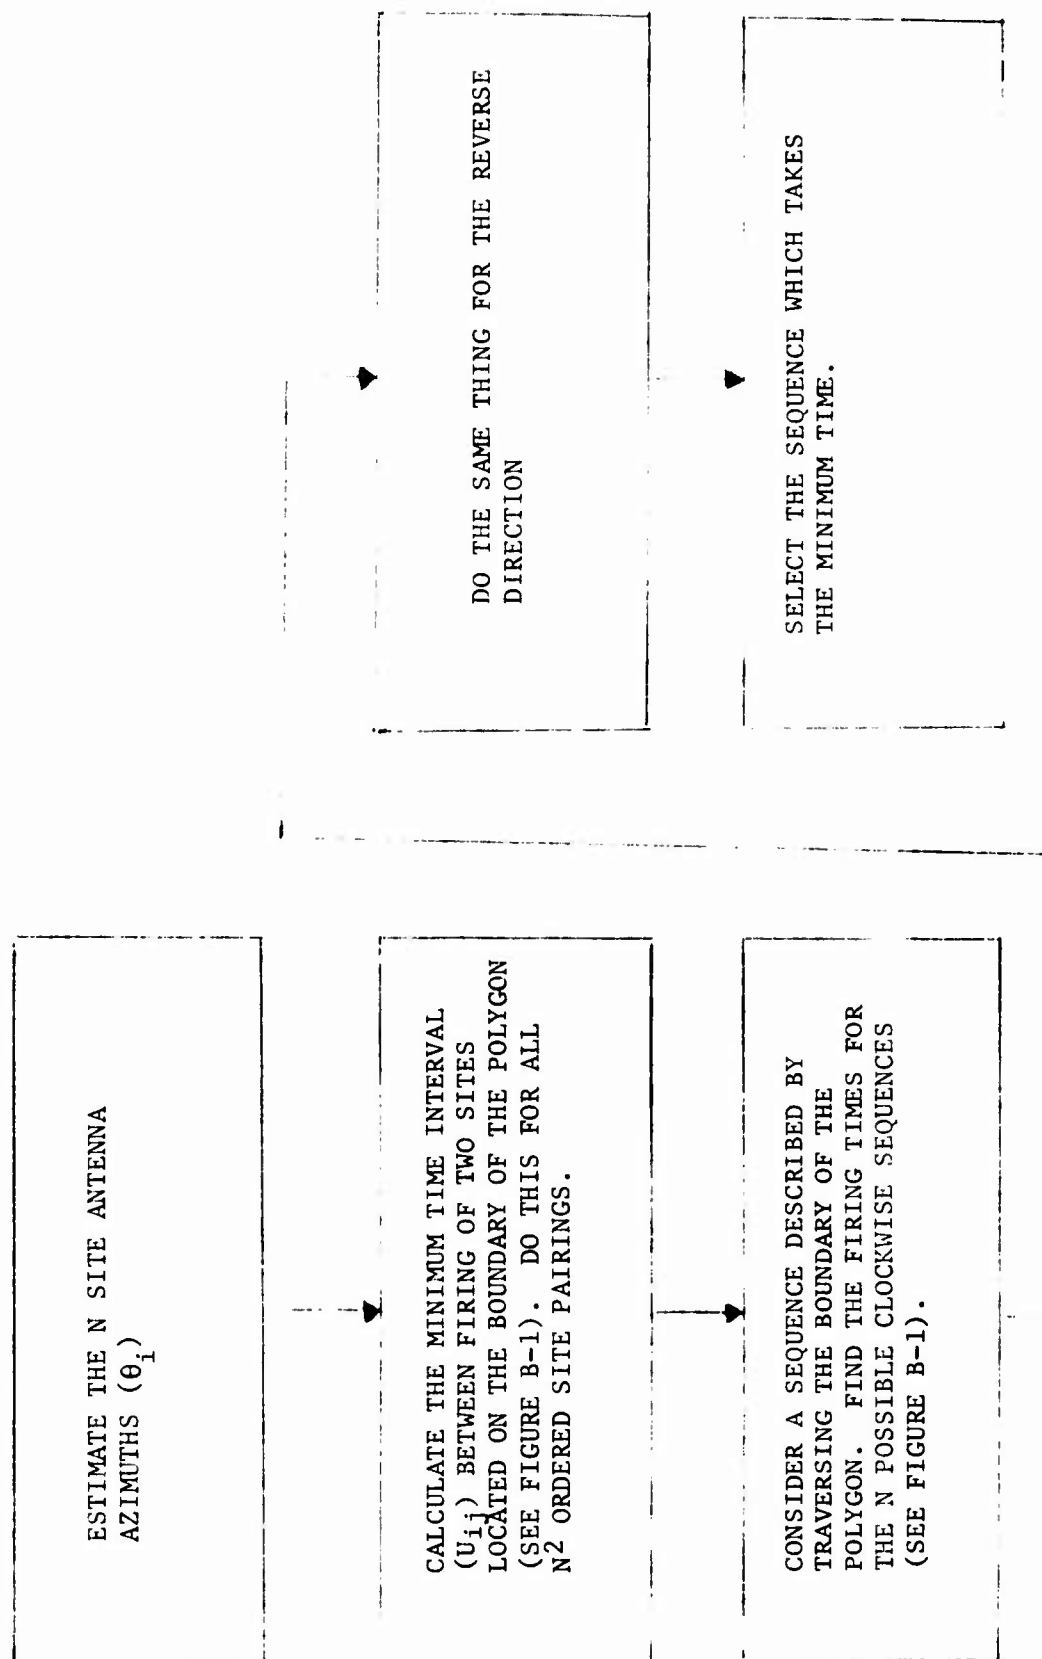 ESTIMATE THE N SITE ANTENNA
AZIMUTHS (θi)
CALCULATE THE MINIMUM TIME INTERVAL
(Uij) BETWEEN FIRING OF TWO SITES
LOCATED ON THE BOUNDARY OF THE POLYGON
(SEE FIGURE B-1). DO THIS FOR ALL
N2 ORDERED SITE PAIRINGS.
CONSIDER A SEQUENCE DESCRIBED BY
TRAVERSING THE BOUNDARY OF THE
POLYGON. FIND THE FIRING TIMES FOR
THE N POSSIBLE CLOCKWISE SEQUENCES
(SEE FIGURE B-1).
DO THE SAME THING FOR THE REVERSE
DIRECTION
SELECT THE SEQUENCE WHICH TAKES
THE MINIMUM TIME.